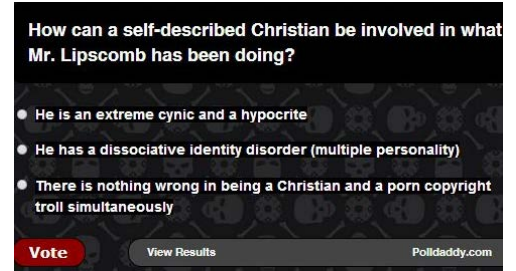 How can a self-described Christian be involved in what
Mr. Lipscomb has been doing?
He is an extreme cynic and a hypocrite
He has a dissociative identity disorder (multiple personality)
There is nothing wrong in being a Christian and a porn copyright
troll simultaneously
Vote View Results Polldaddy.com